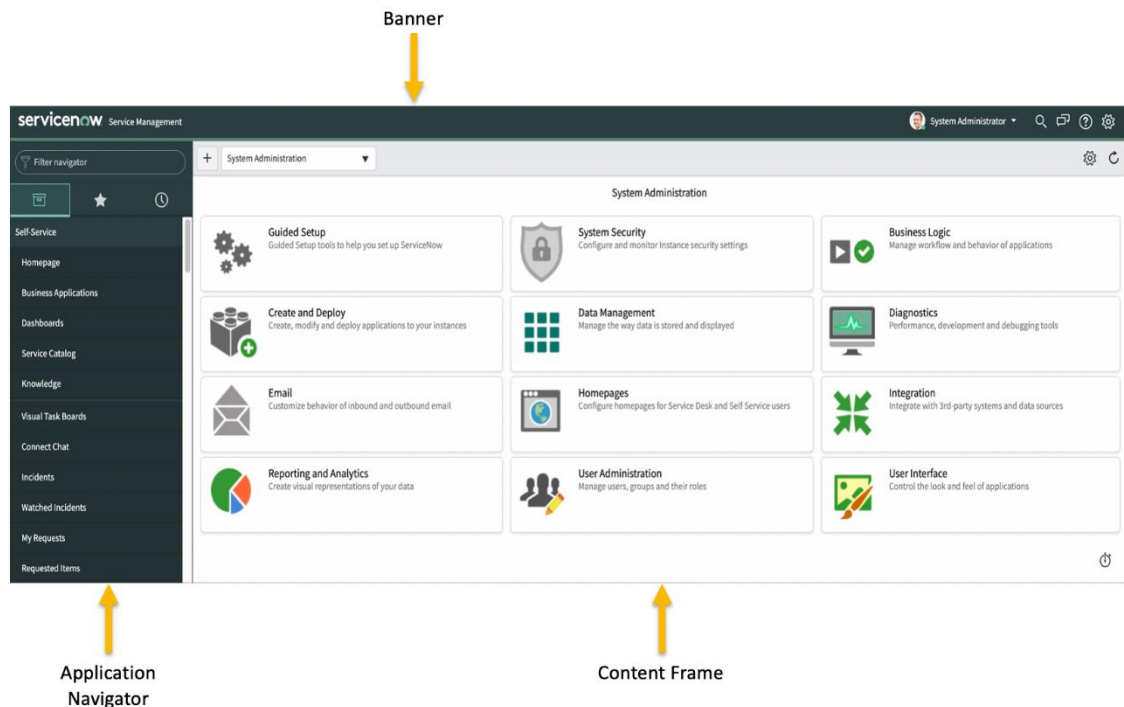 Banner
servicenow Service Management
System Administrator
Filter navigator
System Administration
System Administration
Self-Service
Homepage
Business Applications
Dashboards
Service Catalog
Knowledge
Visual Task Boards
Connect Chat
Incidents
Watched Incidents
My Requests
Requested Items
Guided Setup
Guided Setup tools to help you set up ServiceNow
System Security
Configure and monitor Instance security settings
Business Logic
Manage workflow and behavior of applications
Create and Deploy
Create, modify and deploy applications to your instances
Data Management
Manage the way data is stored and displayed
Diagnostics
Performance, development and debugging tools
Email
Customize behavior of inbound and outbound email
Homepages
Configure homepages for Service Desk and Self Service users
Integration
Integrate with 3rd-party systems and data sources
Reporting and Analytics
Create visual representations of your data
User Administration
Manage users, groups and their roles
User Interface
Control the look and feel of applications
Application
Navigator
Content Frame